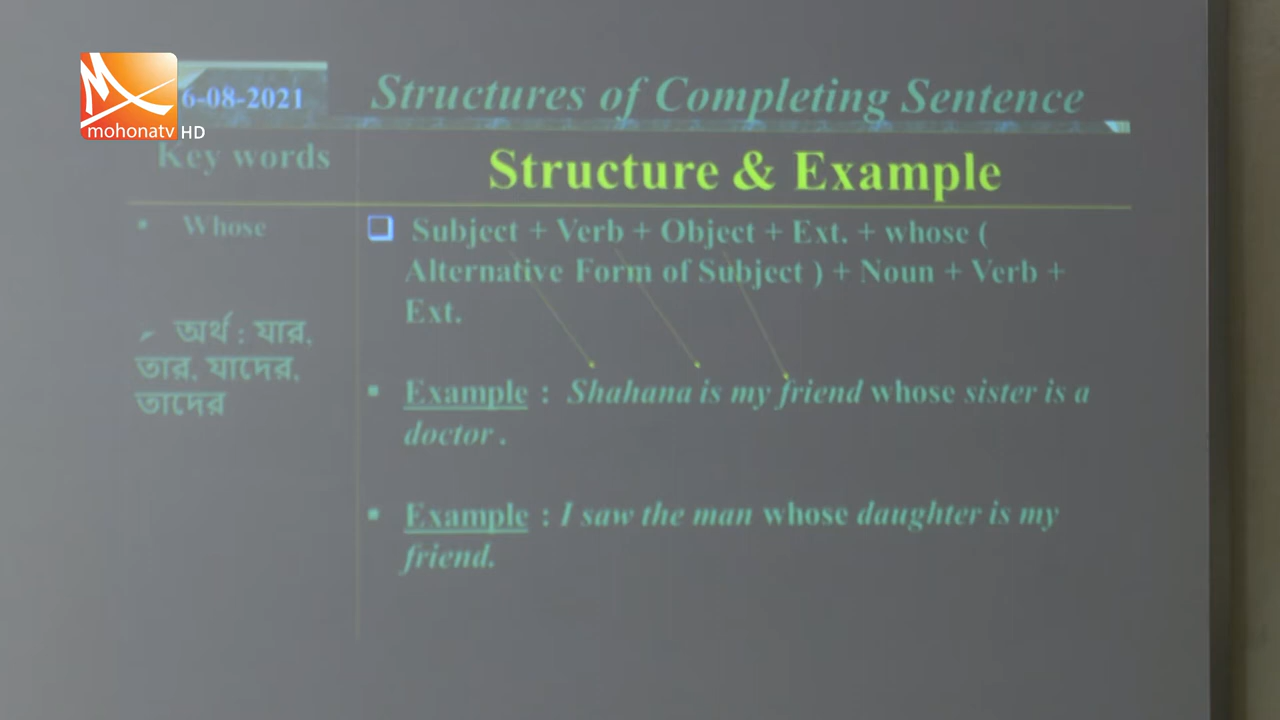 mohonatv HD
6-08-2021
Structures of Completing Sentence
Key words
Structure & Example
▪ Whose
❑ Subject + Verb + Object + Ext. + whose (
Alternative Form of Subject ) + Noun + Verb +
Ext.
➢ অর্থ : যার,
তার, যাদের,
তাদের
▪ Example : Shahana is my friend whose sister is a
doctor .
▪ Example : I saw the man whose daughter is my
friend.